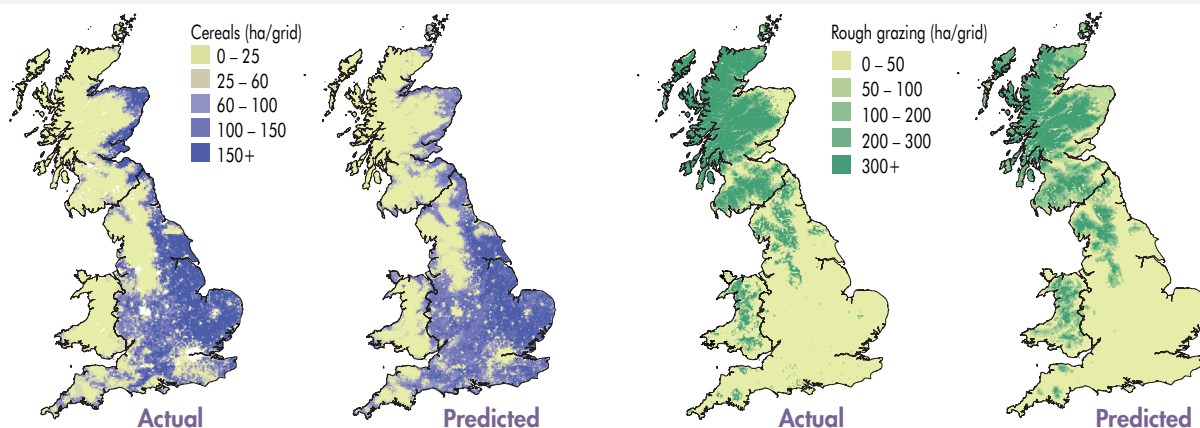 Cereals (ha/grid)
0 – 25
25 – 60
60 – 100
100 – 150
150+
Actual
Predicted
Rough grazing (ha/grid)
0 – 50
50 – 100
100 – 200
200 – 300
300+
Actual
Predicted